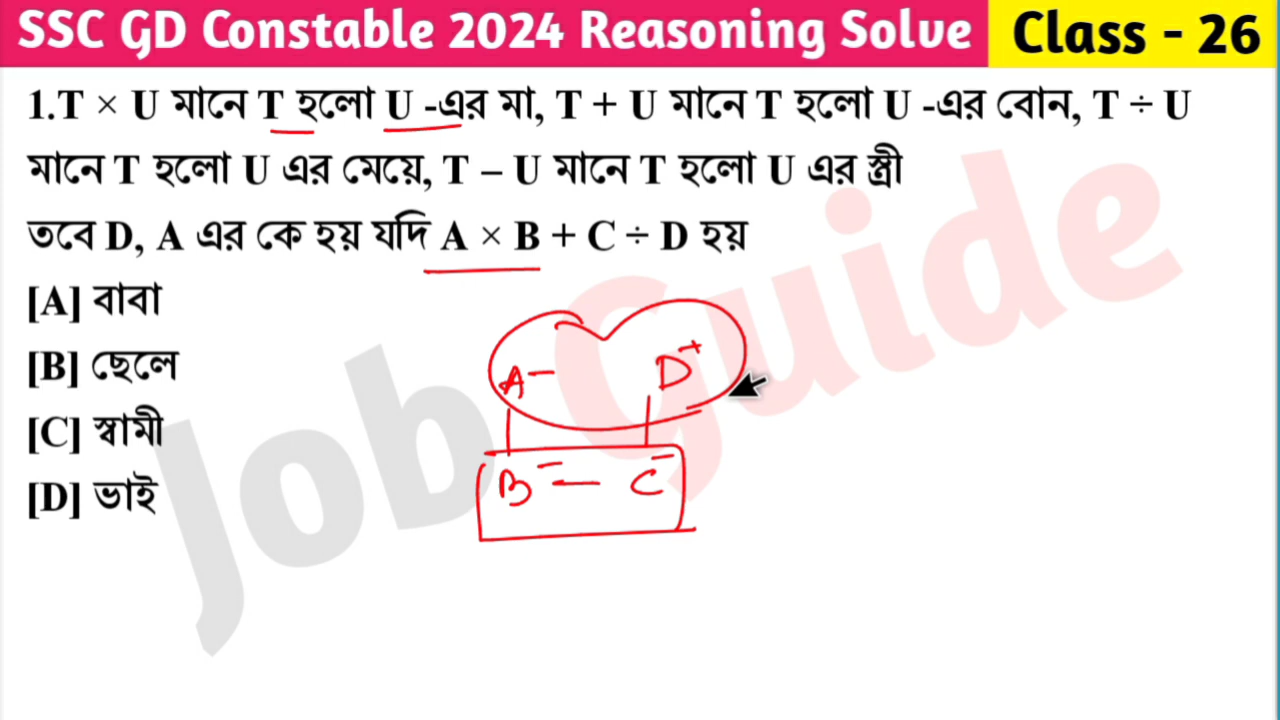 SSC GD Constable 2024 Reasoning Solve Class - 26
1.T × U মানে T হলো U -এর মা, T + U মানে T হলো U -এর বোন, T ÷ U
মানে T হলো U এর মেয়ে, T – U মানে T হলো U এর স্ত্রী
তবে D, A এর কে হয় যদি A × B + C ÷ D হয়
[A] বাবা
[B] ছেলে
[C] স্বামী
[D] ভাই
A− D+
B− — C−
Job Guide